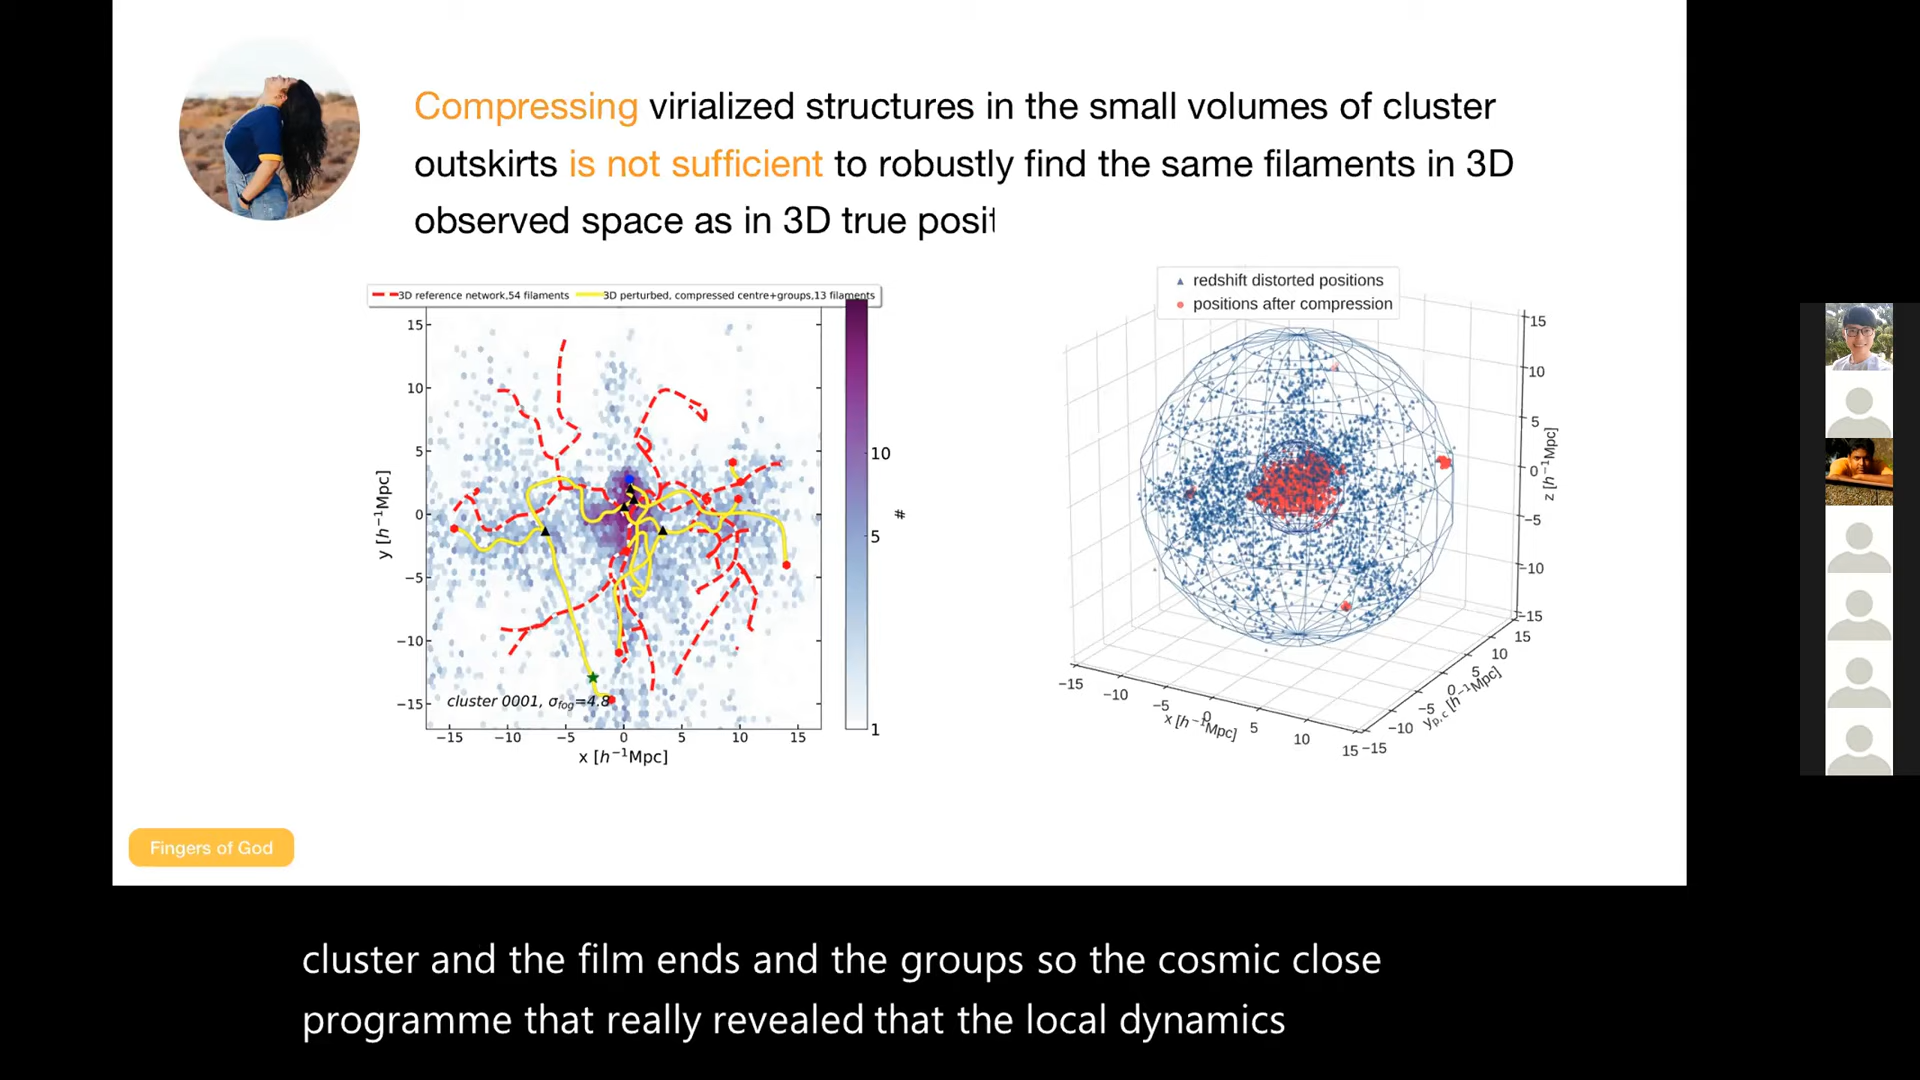 Compressing virialized structures in the small volumes of cluster
outskirts is not sufficient to robustly find the same filaments in 3D
observed space as in 3D true posit
3D reference network,54 filaments 3D perturbed, compressed centre+groups,13 filaments
15
10
5
0
−5
−10
−15
y [h⁻¹Mpc]
cluster 0001, σfog=4.8
−15 −10 −5 0 5 10 15
x [h⁻¹Mpc]
10
5
1
#
redshift distorted positions
positions after compression
15
10
5
0
−5
−10
−15
z [h⁻¹Mpc]
15
10
5
0
−5
−10
−15
yp,c [h⁻¹Mpc]
−15 −10 −5 0 5 10 15
x [h⁻¹Mpc]
Fingers of God
cluster and the film ends and the groups so the cosmic close
programme that really revealed that the local dynamics